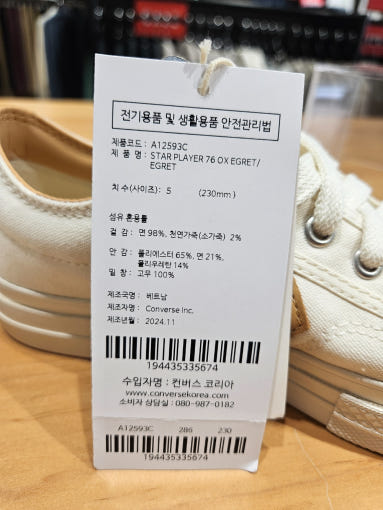 전기용품 및 생활용품 안전관리법
제품코드 : A12593C
제 품 명 : STAR PLAYER 76 OX EGRET/
EGRET
치 수(사이즈) : 5 (230mm)
섬유 혼용률
겉 감 : 면 98%, 천연가죽(소가죽) 2%
안 감 : 폴리에스터 65%, 면 21%,
폴리우레탄 14%
밑 창 : 고무 100%
제조국명 : 베트남
제조자명 : Converse Inc.
제조년월 : 2024.11
194435335674
수입자명 : 컨버스 코리아
www.conversekorea.com
소비자 상담실 : 080-987-0182
A12593C 286 230
194435335674